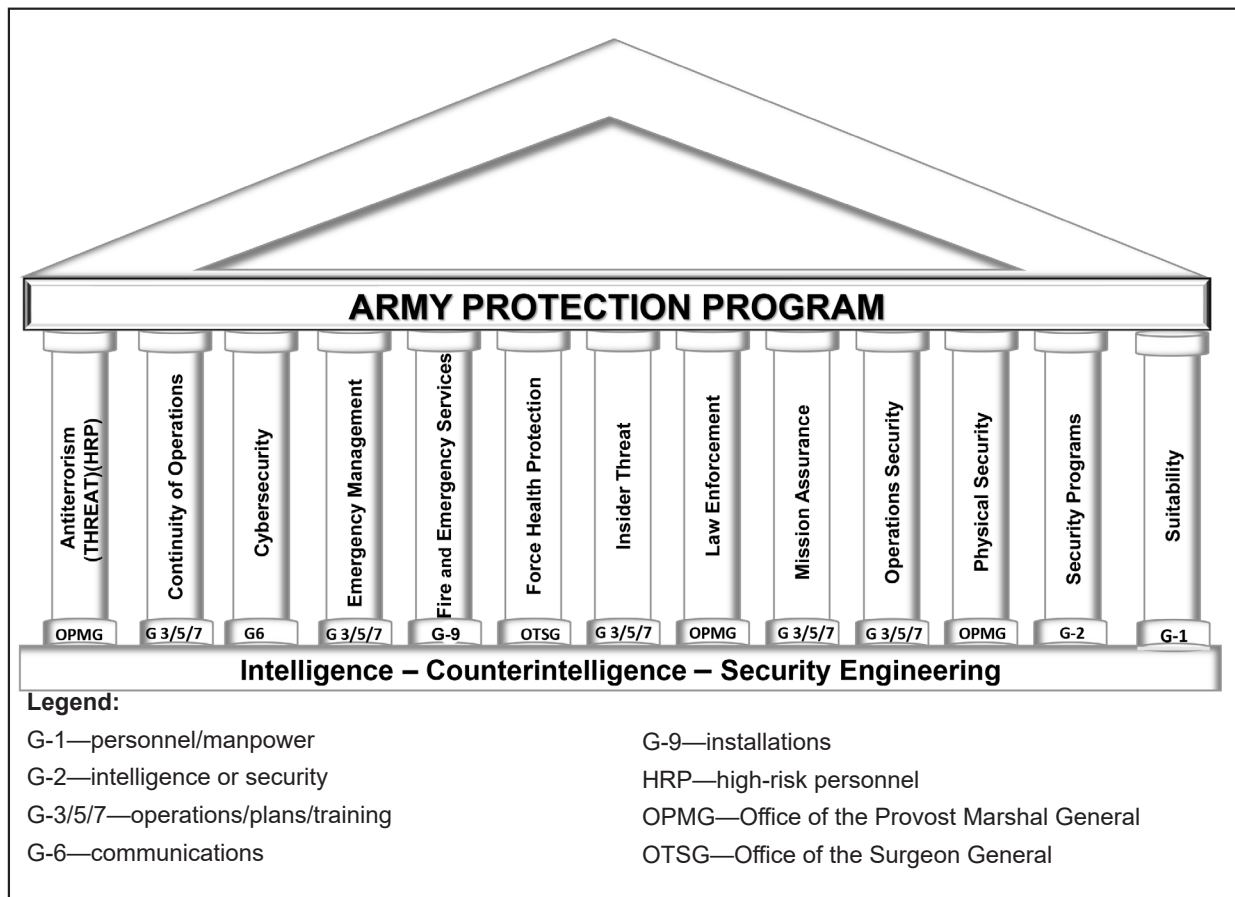 ARMY PROTECTION PROGRAM
Antiterrorism
(THREAT)(HRP)
Continuity of Operations
Cybersecurity
Emergency Management
Fire and Emergency Services
Force Health Protection
Insider Threat
Law Enforcement
Mission Assurance
Operations Security
Physical Security
Security Programs
Suitability
OPMG
G 3/5/7
G6
G 3/5/7
G-9
OTSG
G 3/5/7
OPMG
G 3/5/7
G 3/5/7
OPMG
G-2
G-1
Intelligence – Counterintelligence – Security Engineering
Legend:
G-1—personnel/manpower
G-2—intelligence or security
G-3/5/7—operations/plans/training
G-6—communications
G-9—installations
HRP—high-risk personnel
OPMG—Office of the Provost Marshal General
OTSG—Office of the Surgeon General